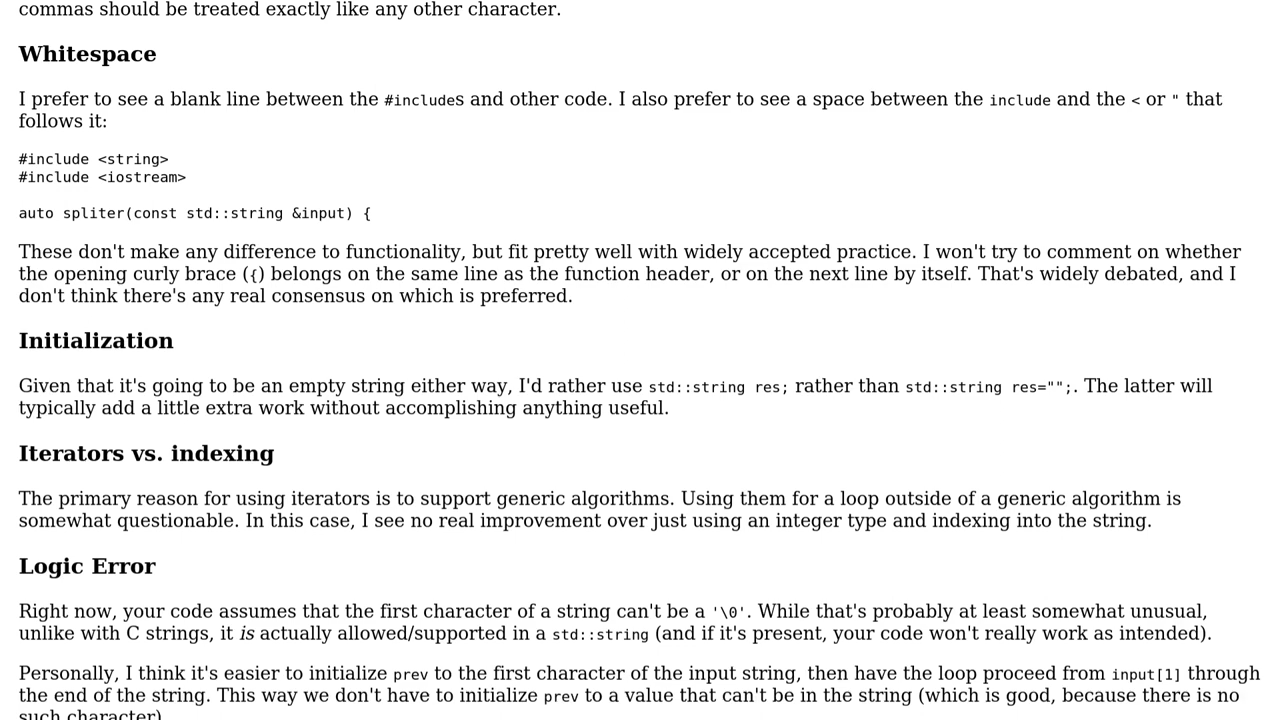 commas should be treated exactly like any other character.
Whitespace
I prefer to see a blank line between the #includes and other code. I also prefer to see a space between the include and the < or " that
follows it:
#include <string>
#include <iostream>
auto spliter(const std::string &input) {
These don't make any difference to functionality, but fit pretty well with widely accepted practice. I won't try to comment on whether
the opening curly brace ({) belongs on the same line as the function header, or on the next line by itself. That's widely debated, and I
don't think there's any real consensus on which is preferred.
Initialization
Given that it's going to be an empty string either way, I'd rather use std::string res; rather than std::string res="";. The latter will
typically add a little extra work without accomplishing anything useful.
Iterators vs. indexing
The primary reason for using iterators is to support generic algorithms. Using them for a loop outside of a generic algorithm is
somewhat questionable. In this case, I see no real improvement over just using an integer type and indexing into the string.
Logic Error
Right now, your code assumes that the first character of a string can't be a '\0'. While that's probably at least somewhat unusual,
unlike with C strings, it is actually allowed/supported in a std::string (and if it's present, your code won't really work as intended).
Personally, I think it's easier to initialize prev to the first character of the input string, then have the loop proceed from input[1] through
the end of the string. This way we don't have to initialize prev to a value that can't be in the string (which is good, because there is no
such character).